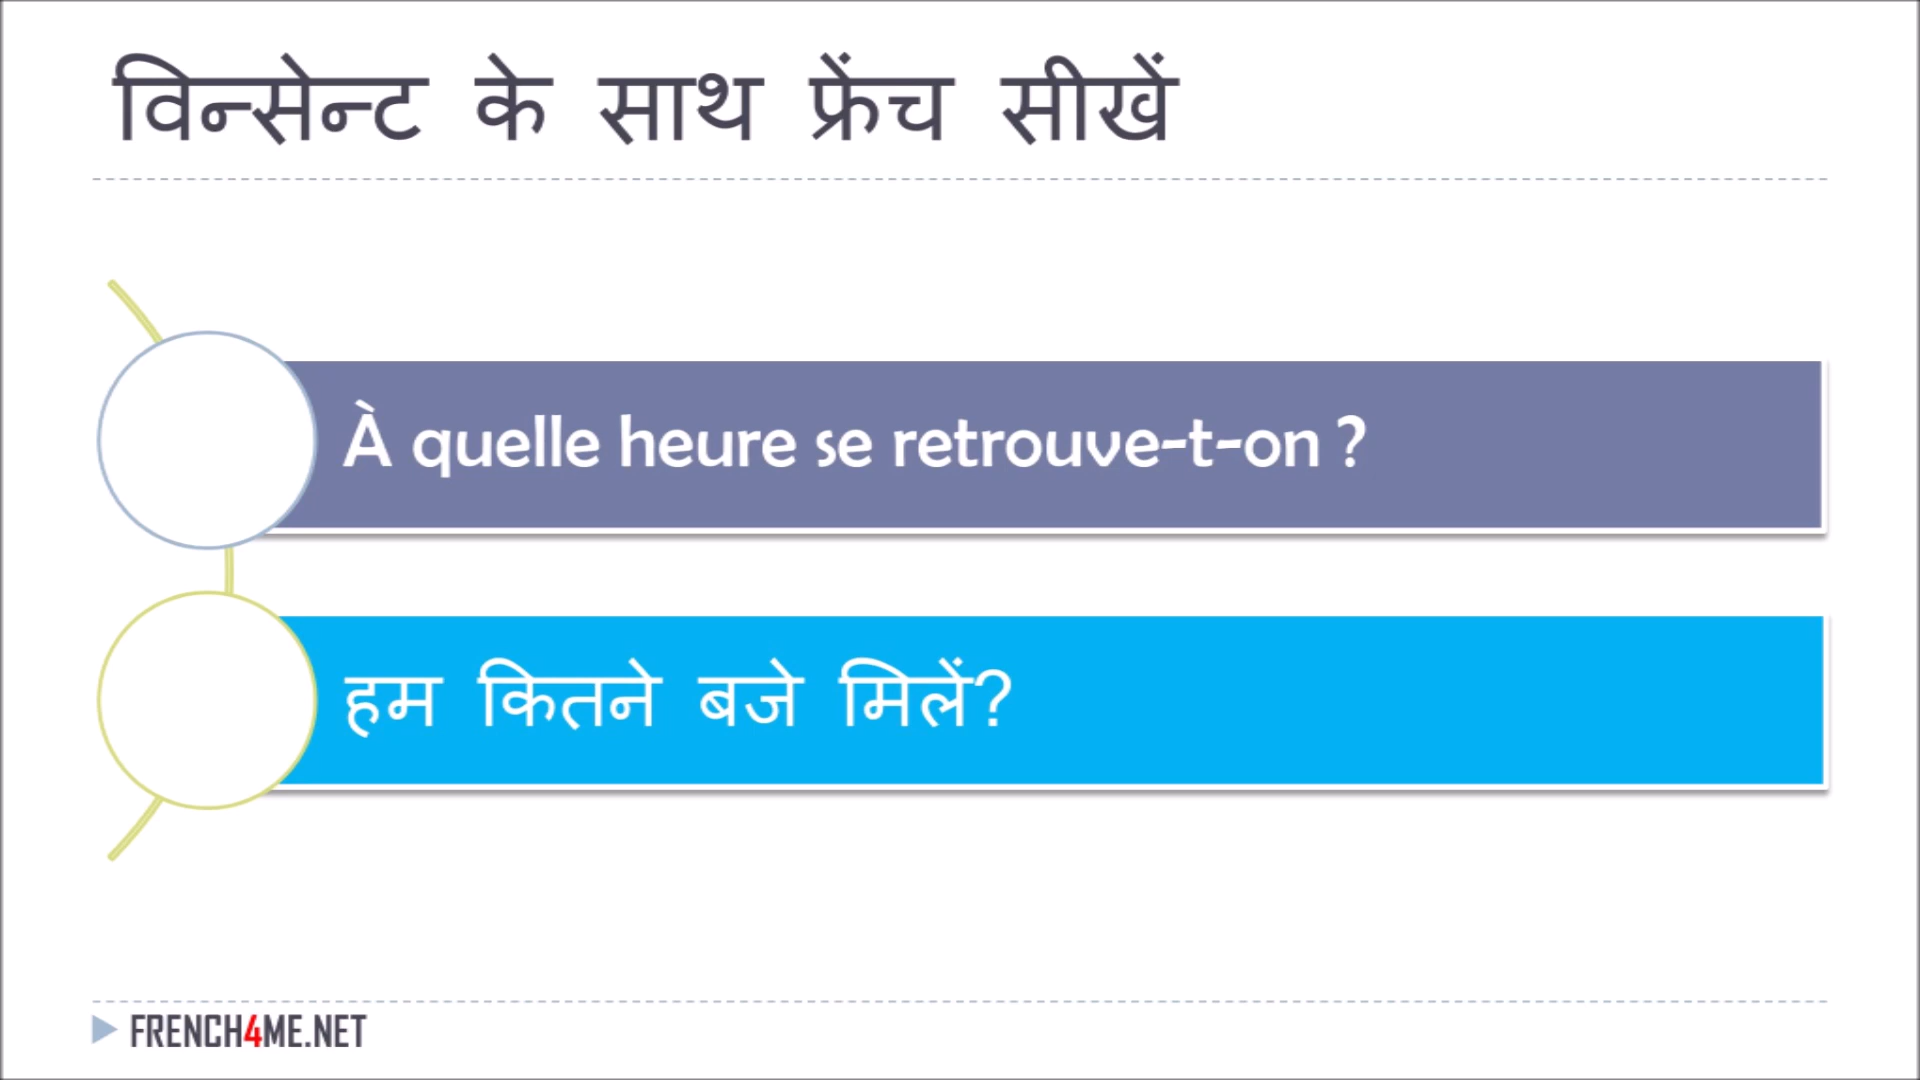 विन्सेन्ट के साथ फ्रेंच सीखें
À quelle heure se retrouve-t-on ?
हम कितने बजे मिलें?
FRENCH4ME.NET